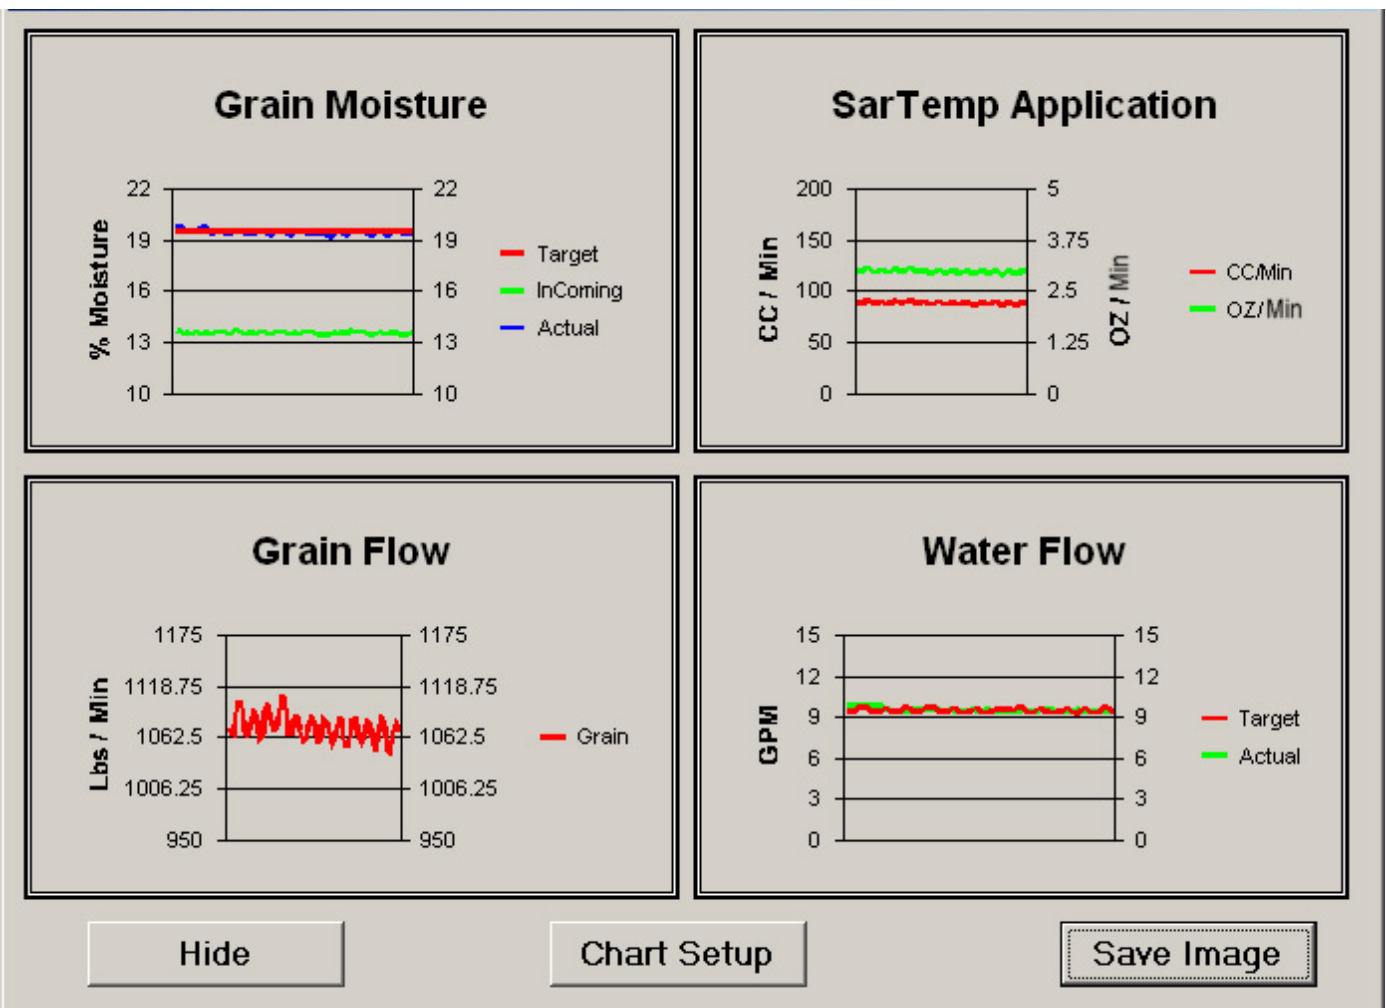 Grain Moisture
% Moisture
22 22
19 19
16 16
13 13
10 10
Target
InComing
Actual
SarTemp Application
CC / Min
200 5
150 3.75
100 2.5
50 1.25
0 0
OZ / Min
CC/Min
OZ/Min
Grain Flow
Lbs / Min
1175 1175
1118.75 1118.75
1062.5 1062.5
1006.25 1006.25
950 950
Grain
Water Flow
GPM
15 15
12 12
9 9
6 6
3 3
0 0
Target
Actual
Hide
Chart Setup
Save Image